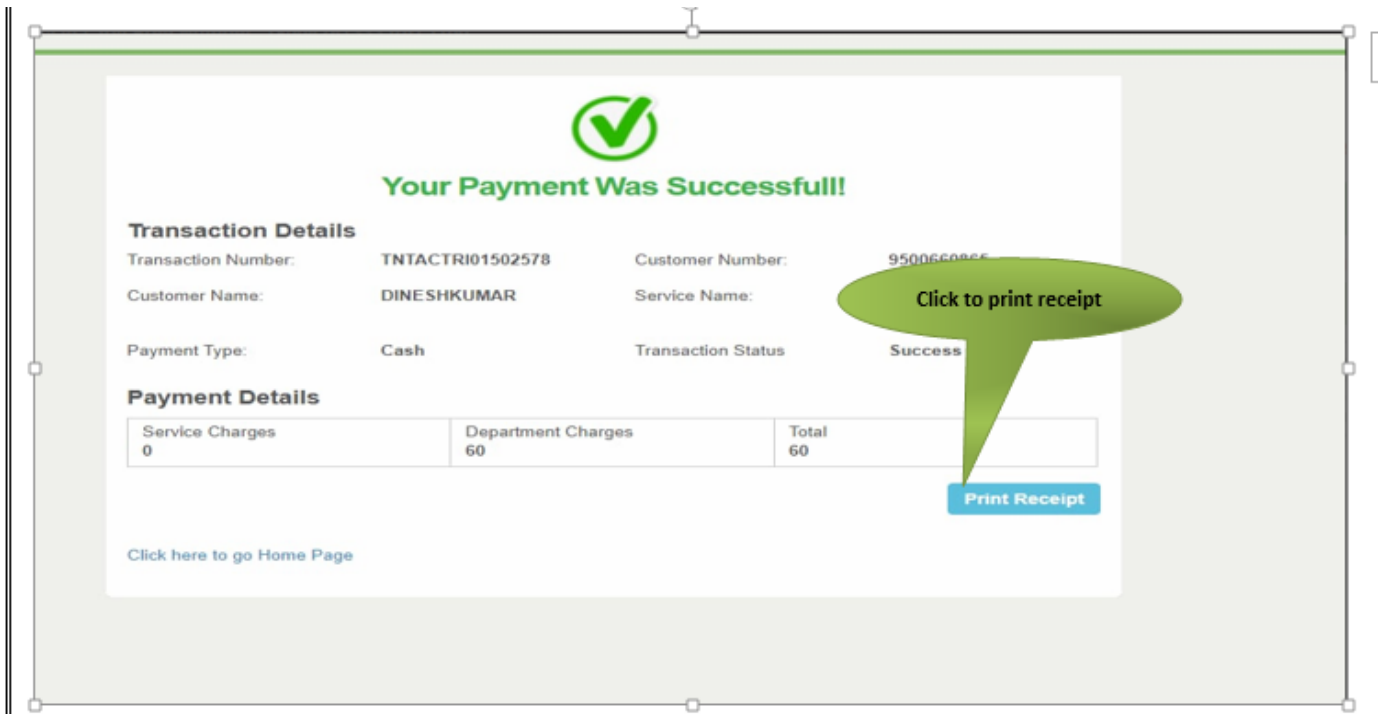 Your Payment Was Successfull!
Transaction Details
Transaction Number: TNTACTRI01502578 Customer Number:
Customer Name: DINESHKUMAR Service Name:
Click to print receipt
Payment Type: Cash Transaction Status Success
Payment Details
Service Charges Department Charges Total
0 60 60
Print Receipt
Click here to go Home Page